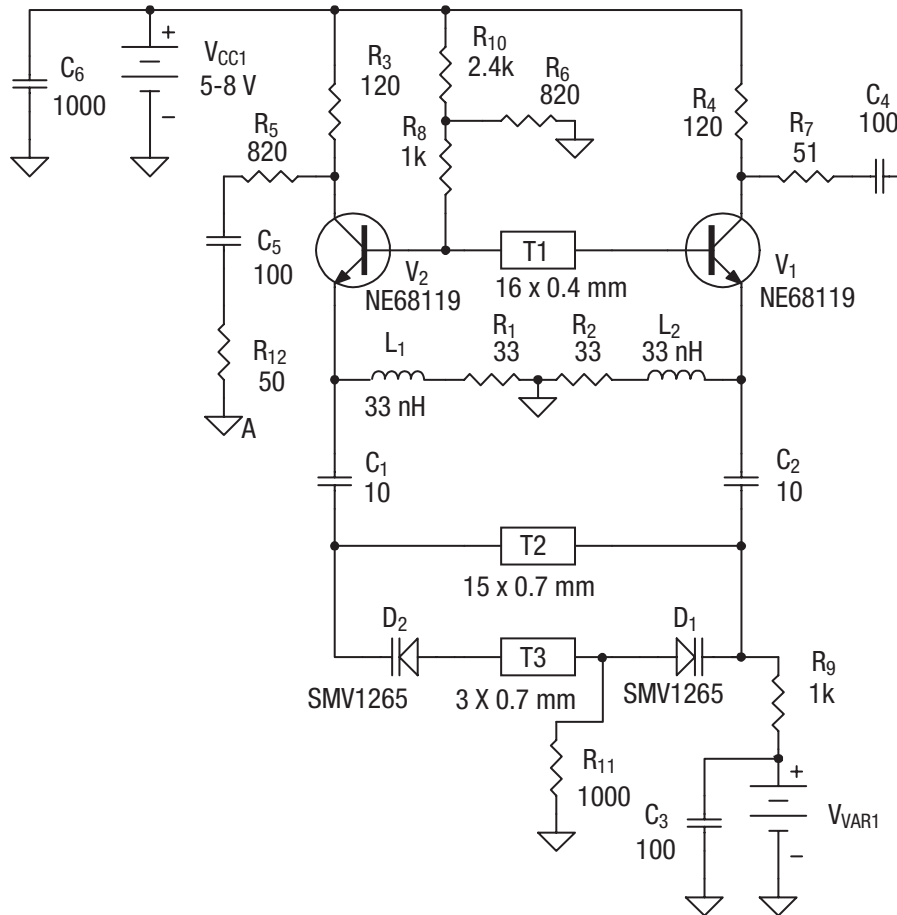 C6
1000
+
VCC1
5-8 V
−
R3
120
R10
2.4k
R6
820
R4
120
C4
100
R5
820
R8
1k
R7
51
C5
100
V2
NE68119
T1
16 x 0.4 mm
V1
NE68119
R12
50
A
L1
33 nH
R1
33
R2
33
L2
33 nH
C1
10
C2
10
T2
15 x 0.7 mm
D2
SMV1265
T3
3 X 0.7 mm
D1
SMV1265
R9
1k
R11
1000
C3
100
+
VVAR1
−